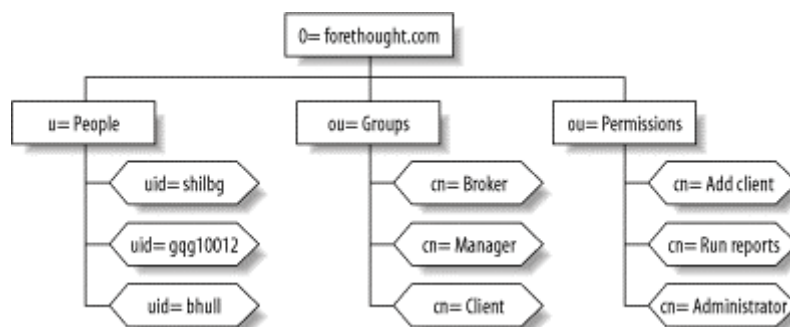 0= forethought.com
u= People
ou= Groups
ou= Permissions
uid= shilbg
cn= Broker
cn= Add client
uid= gqg10012
cn= Manager
cn= Run reports
uid= bhull
cn= Client
cn= Administrator